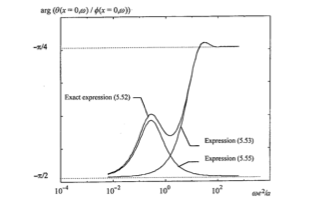 arg (θ(x = 0,ω) / ϕ(x = 0,ω))
-π/4
Exact expression (5.52)
Expression (5.53)
Expression (5.55)
-π/2
10⁻⁴
10⁻²
10⁰
10²
10⁴
ωe²/a